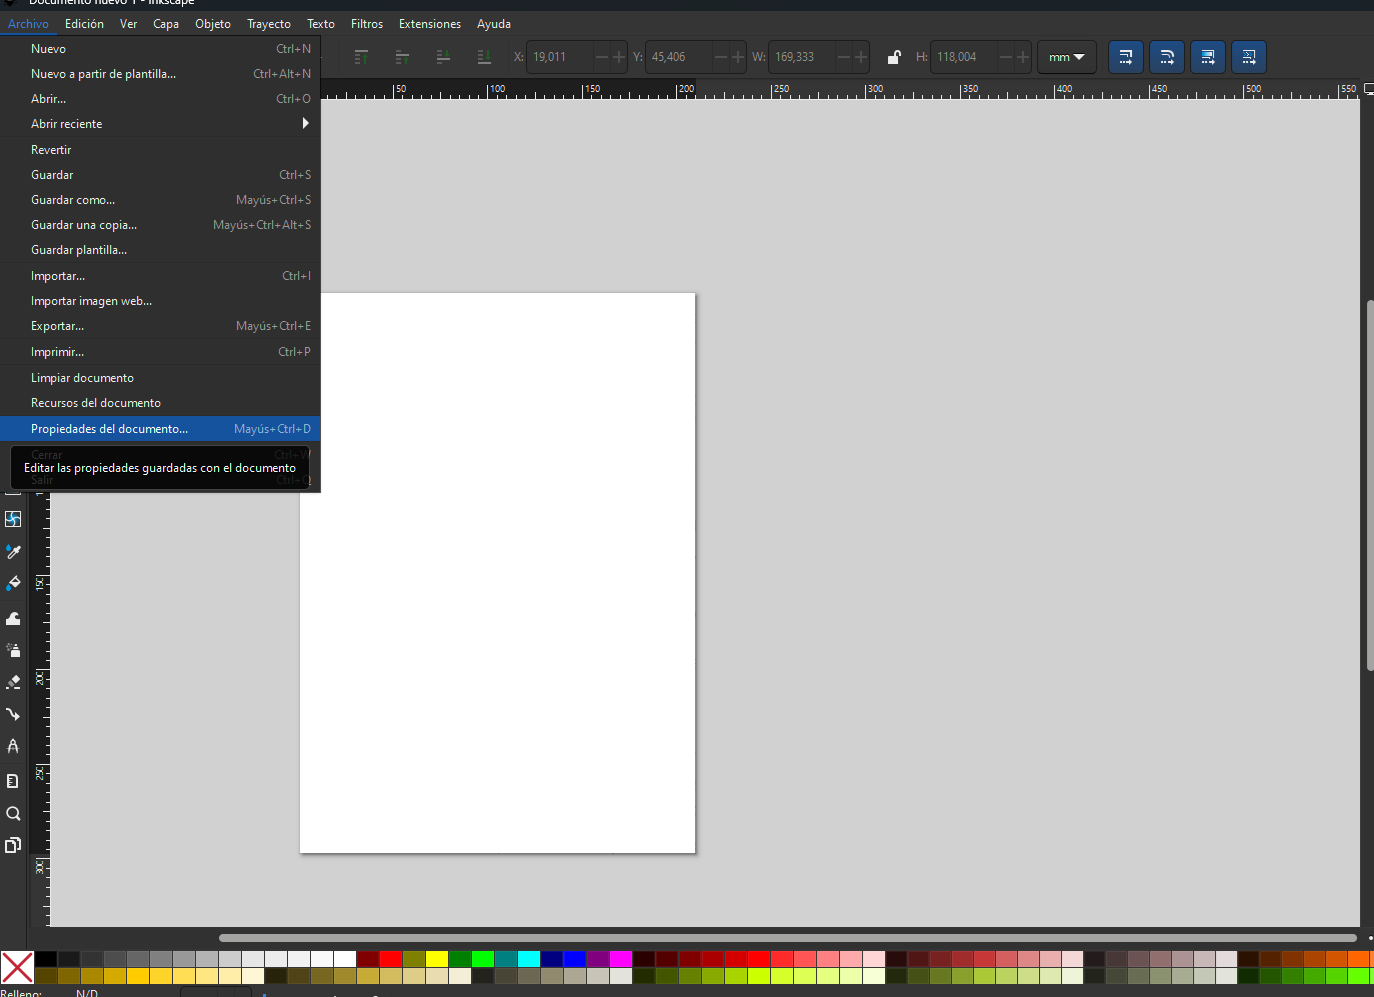 Documento nuevo 1 - Inkscape
Archivo Edición Ver Capa Objeto Trayecto Texto Filtros Extensiones Ayuda
Nuevo Ctrl+N
Nuevo a partir de plantilla... Ctrl+Alt+N
Abrir... Ctrl+O
Abrir reciente
Revertir
Guardar Ctrl+S
Guardar como... Mayús+Ctrl+S
Guardar una copia... Mayús+Ctrl+Alt+S
Guardar plantilla...
Importar... Ctrl+I
Importar imagen web...
Exportar... Mayús+Ctrl+E
Imprimir... Ctrl+P
Limpiar documento
Recursos del documento
Propiedades del documento... Mayús+Ctrl+D
Cerrar Ctrl+W
Editar las propiedades guardadas con el documento
Salir Ctrl+Q
X: 19,011 Y: 45,406 W: 169,333 H: 118,004 mm
50 100 150 200 250 300 350 400 450 500 550
150
200
250
300
Relleno: N/D